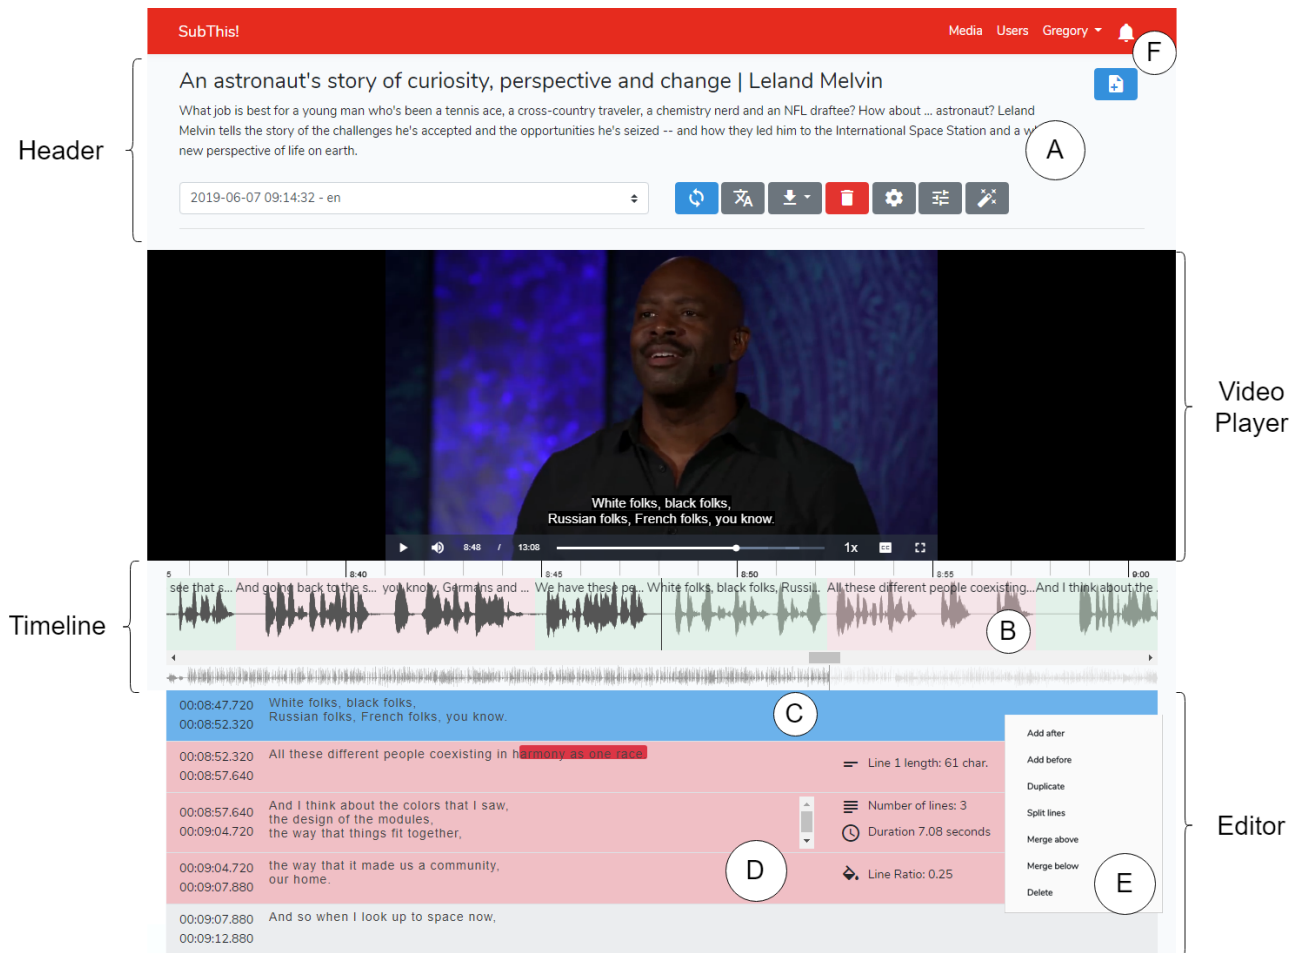 SubThis!
Media Users Gregory
F
An astronaut's story of curiosity, perspective and change | Leland Melvin
What job is best for a young man who's been a tennis ace, a cross-country traveler, a chemistry nerd and an NFL draftee? How about ... astronaut? Leland
Melvin tells the story of the challenges he's accepted and the opportunities he's seized -- and how they led him to the International Space Station and a
new perspective of life on earth.
A
Header
2019-06-07 09:14:32 - en
Video
Player
White folks, black folks,
Russian folks, French folks, you know.
8:48 / 13:08
1x
CC
5 8:40 8:45 8:50 8:55 9:00
see that s... And going back to the s... you know, Germans and ... We have these pe... White folks, black folks, Russi... All these different people coexisting... And I think about the
Timeline
B
00:08:47.720 White folks, black folks,
00:08:52.320 Russian folks, French folks, you know.
C
00:08:52.320 All these different people coexisting in harmony as one race.
00:08:57.640
Line 1 length: 61 char.
00:08:57.640 And I think about the colors that I saw,
the design of the modules,
00:09:04.720 the way that things fit together,
Number of lines: 3
Duration 7.08 seconds
00:09:04.720 the way that it made us a community,
00:09:07.880 our home.
D
Line Ratio: 0.25
00:09:07.880 And so when I look up to space now,
00:09:12.880
Add after
Add before
Duplicate
Split lines
Merge above
Merge below
Delete
E
Editor